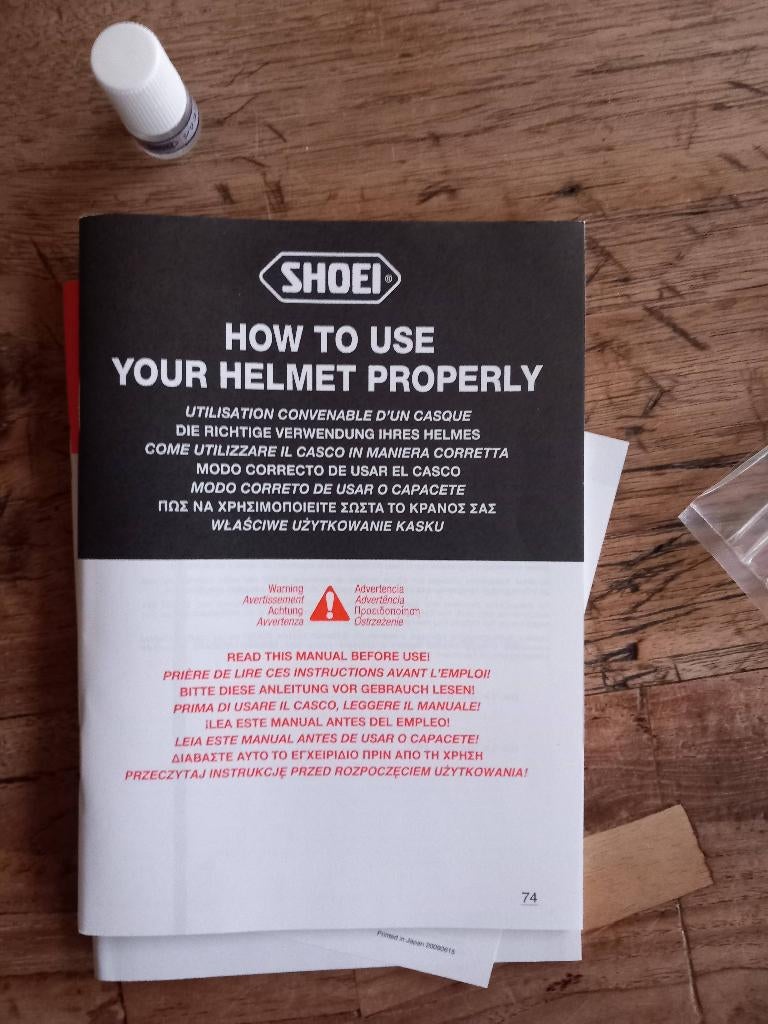 SHOEI®
HOW TO USE
YOUR HELMET PROPERLY
UTILISATION CONVENABLE D'UN CASQUE
DIE RICHTIGE VERWENDUNG IHRES HELMES
COME UTILIZZARE IL CASCO IN MANIERA CORRETTA
MODO CORRECTO DE USAR EL CASCO
MODO CORRETO DE USAR O CAPACETE
ΠΩΣ ΝΑ ΧΡΗΣΙΜΟΠΟΙΕΙΤΕ ΣΩΣΤΑ ΤΟ ΚΡΑΝΟΣ ΣΑΣ
WŁAŚCIWE UŻYTKOWANIE KASKU
Warning
Avertissement
Achtung
Avvertenza
Advertencia
Advertência
Προειδοποίηση
Ostrzeżenie
READ THIS MANUAL BEFORE USE!
PRIÈRE DE LIRE CES INSTRUCTIONS AVANT L'EMPLOI!
BITTE DIESE ANLEITUNG VOR GEBRAUCH LESEN!
PRIMA DI USARE IL CASCO, LEGGERE IL MANUALE!
¡LEA ESTE MANUAL ANTES DEL EMPLEO!
LEIA ESTE MANUAL ANTES DE USAR O CAPACETE!
ΔΙΑΒΑΣΤΕ ΑΥΤΟ ΤΟ ΕΓΧΕΙΡΙΔΙΟ ΠΡΙΝ ΑΠΟ ΤΗ ΧΡΗΣΗ
PRZECZYTAJ INSTRUKCJĘ PRZED ROZPOCZĘCIEM UŻYTKOWANIA!
74
Printed in Japan 20090615